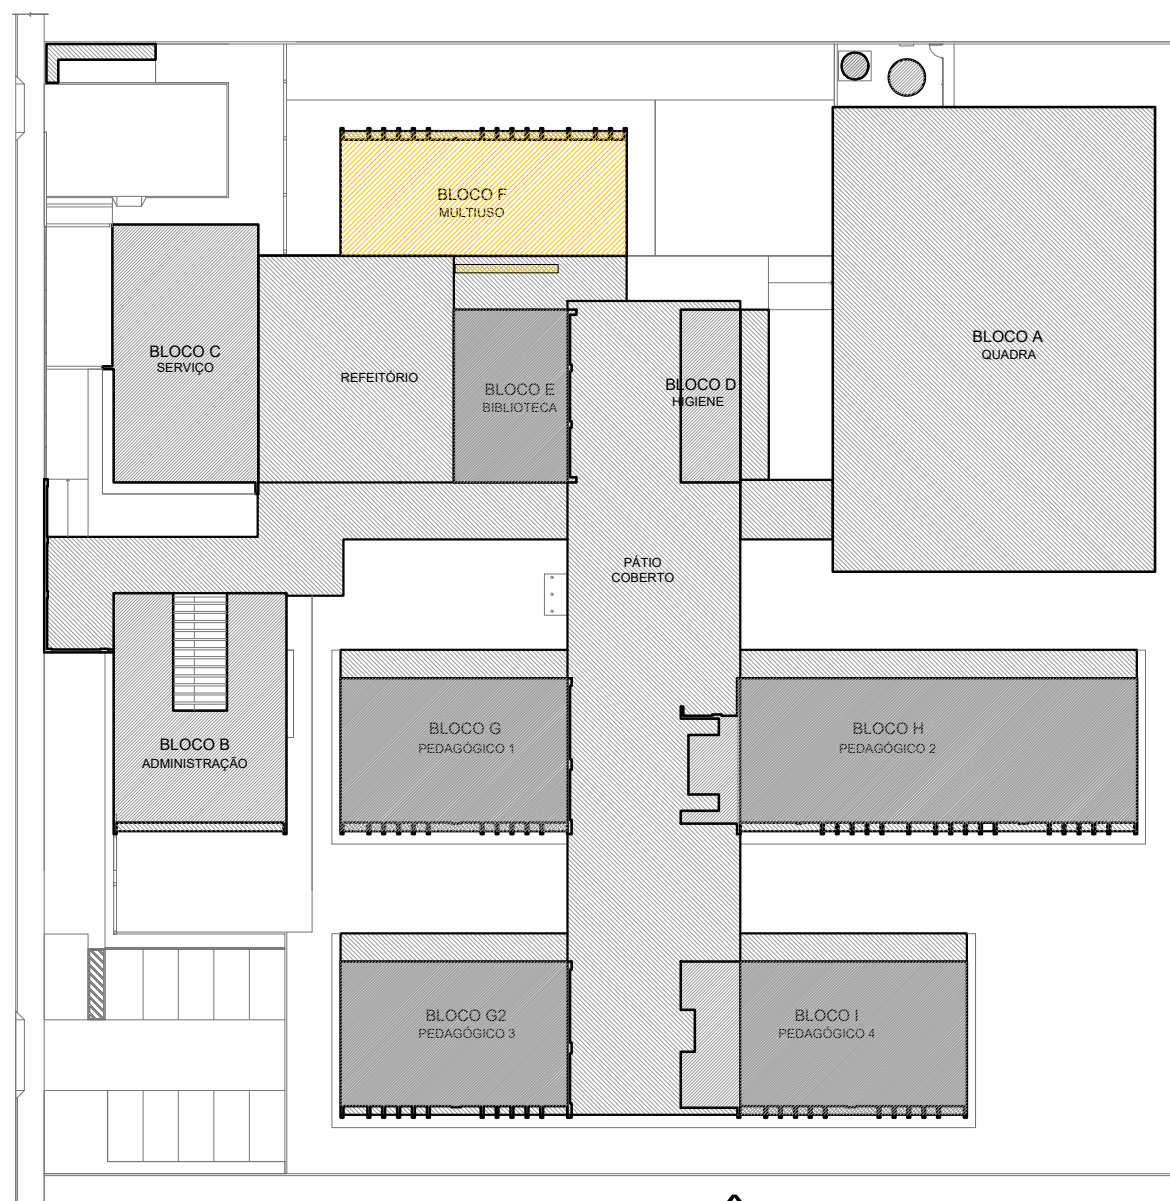 BLOCO F
MULTIUSO
BLOCO C
SERVIÇO
REFEITÓRIO
BLOCO E
BIBLIOTECA
BLOCO D
HIGIENE
BLOCO A
QUADRA
PÁTIO
COBERTO
BLOCO B
ADMINISTRAÇÃO
BLOCO G
PEDAGÓGICO 1
BLOCO H
PEDAGÓGICO 2
BLOCO G2
PEDAGÓGICO 3
BLOCO I
PEDAGÓGICO 4